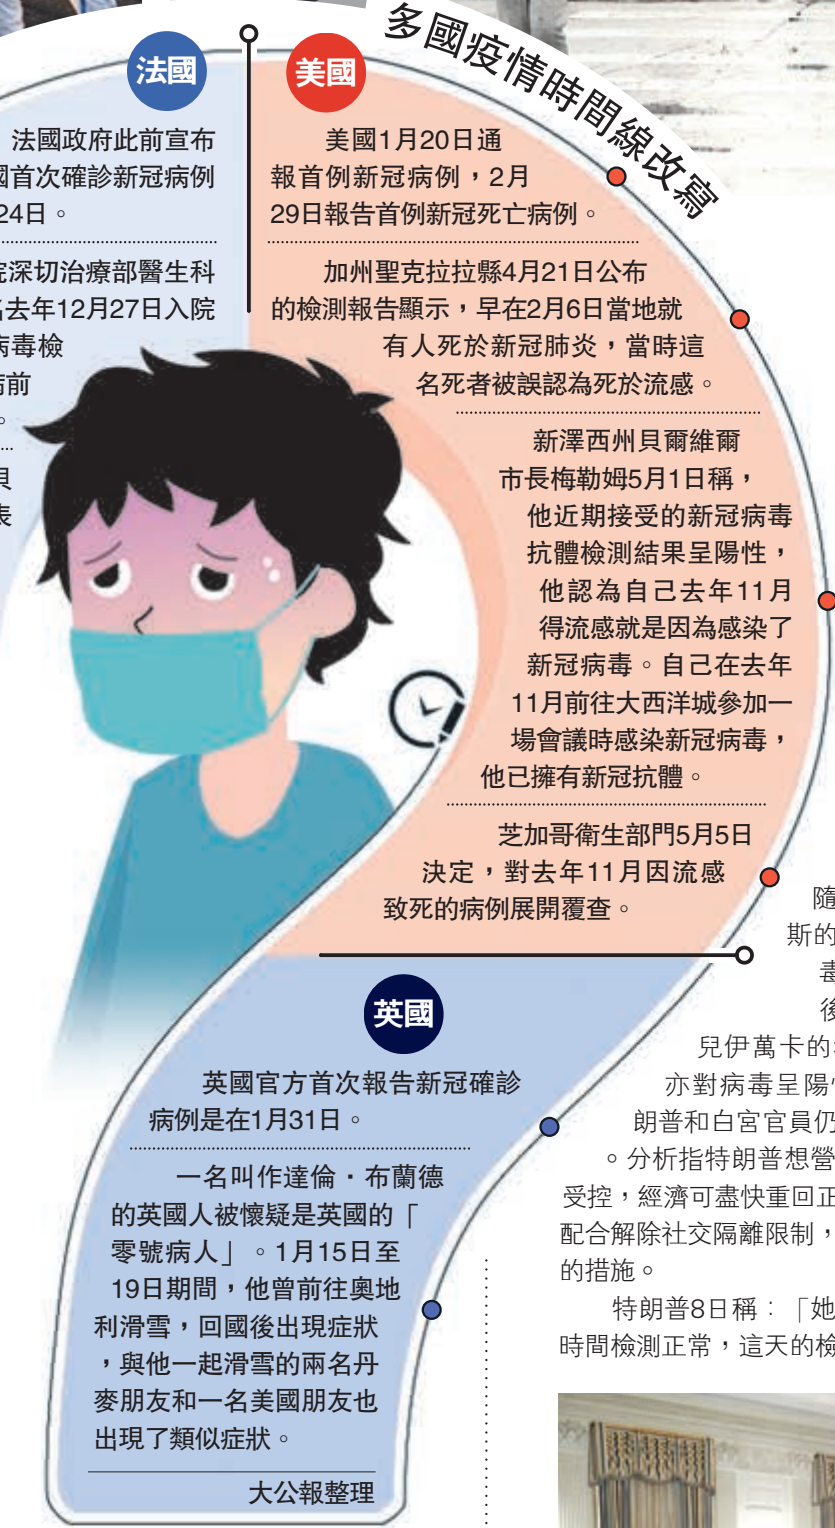 多國疫情時間線改寫
法國
法國政府此前宣布
國首次確診新冠病例
24日。
院深切治療部醫生科
名去年12月27日入院
病毒檢
病前
。
貝
表
美國
美國1月20日通
報首例新冠病例，2月
29日報告首例新冠死亡病例。
加州聖克拉拉縣4月21日公布
的檢測報告顯示，早在2月6日當地就
有人死於新冠肺炎，當時這
名死者被誤認為死於流感。
新澤西州貝爾維爾
市長梅勒姆5月1日稱，
他近期接受的新冠病毒
抗體檢測結果呈陽性，
他認為自己去年11月
得流感就是因為感染了
新冠病毒。自己在去年
11月前往大西洋城參加一
場會議時感染新冠病毒，
他已擁有新冠抗體。
芝加哥衛生部門5月5日
決定，對去年11月因流感
致死的病例展開覆查。
英國
英國官方首次報告新冠確診
病例是在1月31日。
一名叫作達倫·布蘭德
的英國人被懷疑是英國的「
零號病人」。1月15日至
19日期間，他曾前往奧地
利滑雪，回國後出現症狀
，與他一起滑雪的兩名丹
麥朋友和一名美國朋友也
出現了類似症狀。
大公報整理
隨
斯的
毒
後
兒伊萬卡的
亦對病毒呈陽
朗普和白宮官員仍
。分析指特朗普想營
受控，經濟可盡快重回正
配合解除社交隔離限制，
的措施。
特朗普8日稱：「她
時間檢測正常，這天的檢